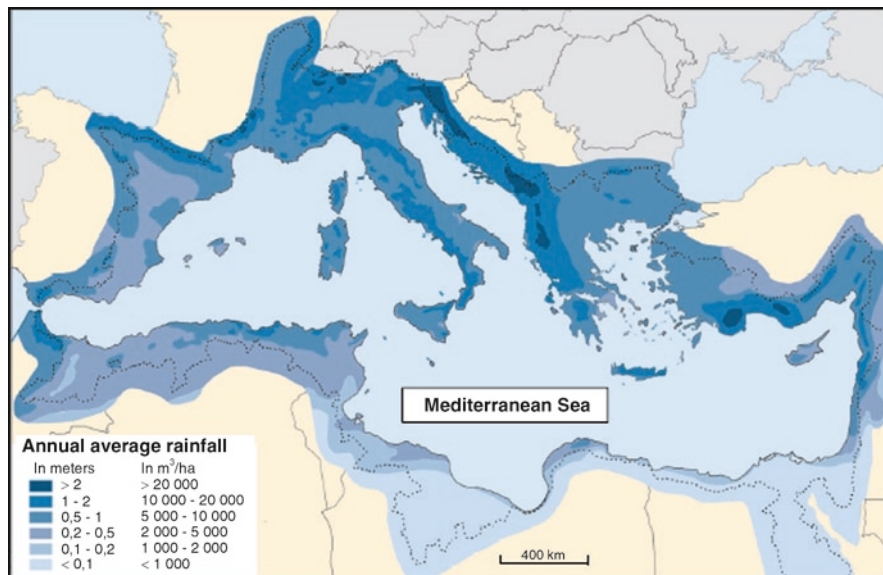 Mediterranean Sea
Annual average rainfall
In meters In m³/ha
> 2 > 20 000
1 - 2 10 000 - 20 000
0,5 - 1 5 000 - 10 000
0,2 - 0,5 2 000 - 5 000
0,1 - 0,2 1 000 - 2 000
< 0,1 < 1 000
400 km